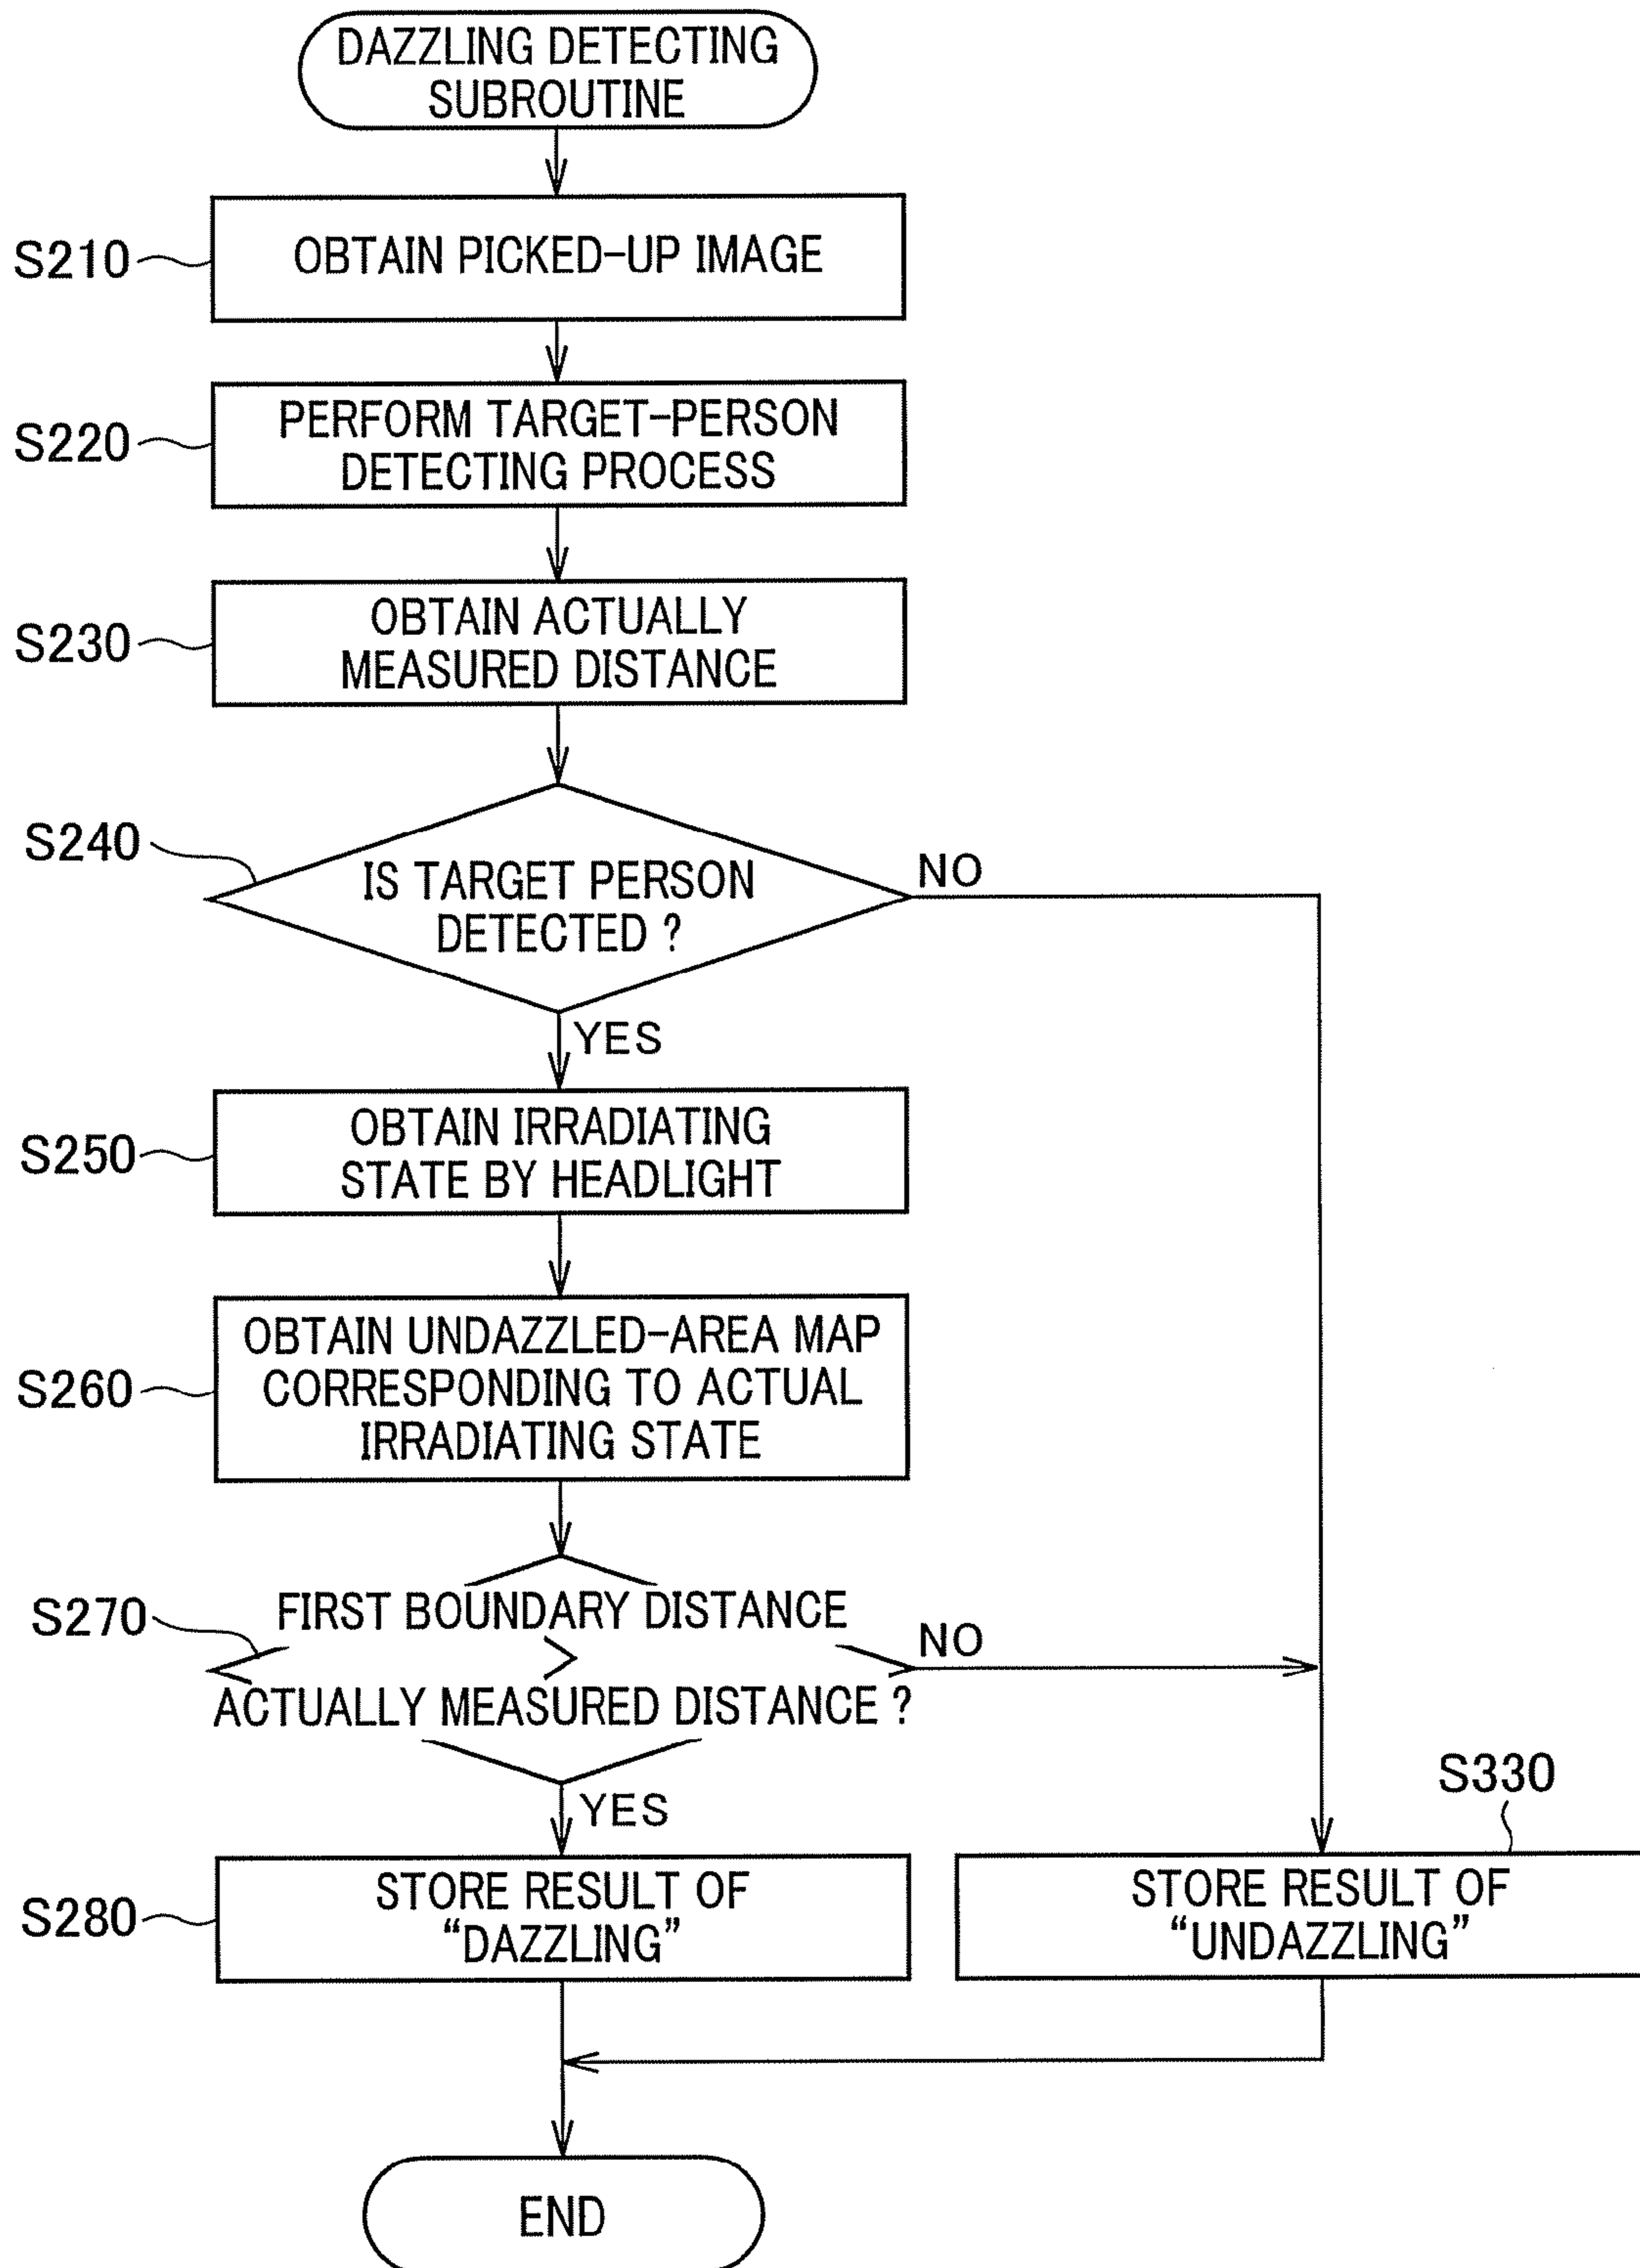 DAZZLING DETECTING
SUBROUTINE
S210
OBTAIN PICKED-UP IMAGE
S220
PERFORM TARGET-PERSON
DETECTING PROCESS
S230
OBTAIN ACTUALLY
MEASURED DISTANCE
S240
IS TARGET PERSON
DETECTED ?
NO
YES
S250
OBTAIN IRRADIATING
STATE BY HEADLIGHT
S260
OBTAIN UNDAZZLED-AREA MAP
CORRESPONDING TO ACTUAL
IRRADIATING STATE
S270
FIRST BOUNDARY DISTANCE
>
ACTUALLY MEASURED DISTANCE ?
NO
YES
S280
STORE RESULT OF
“DAZZLING”
S330
STORE RESULT OF
“UNDAZZLING”
END